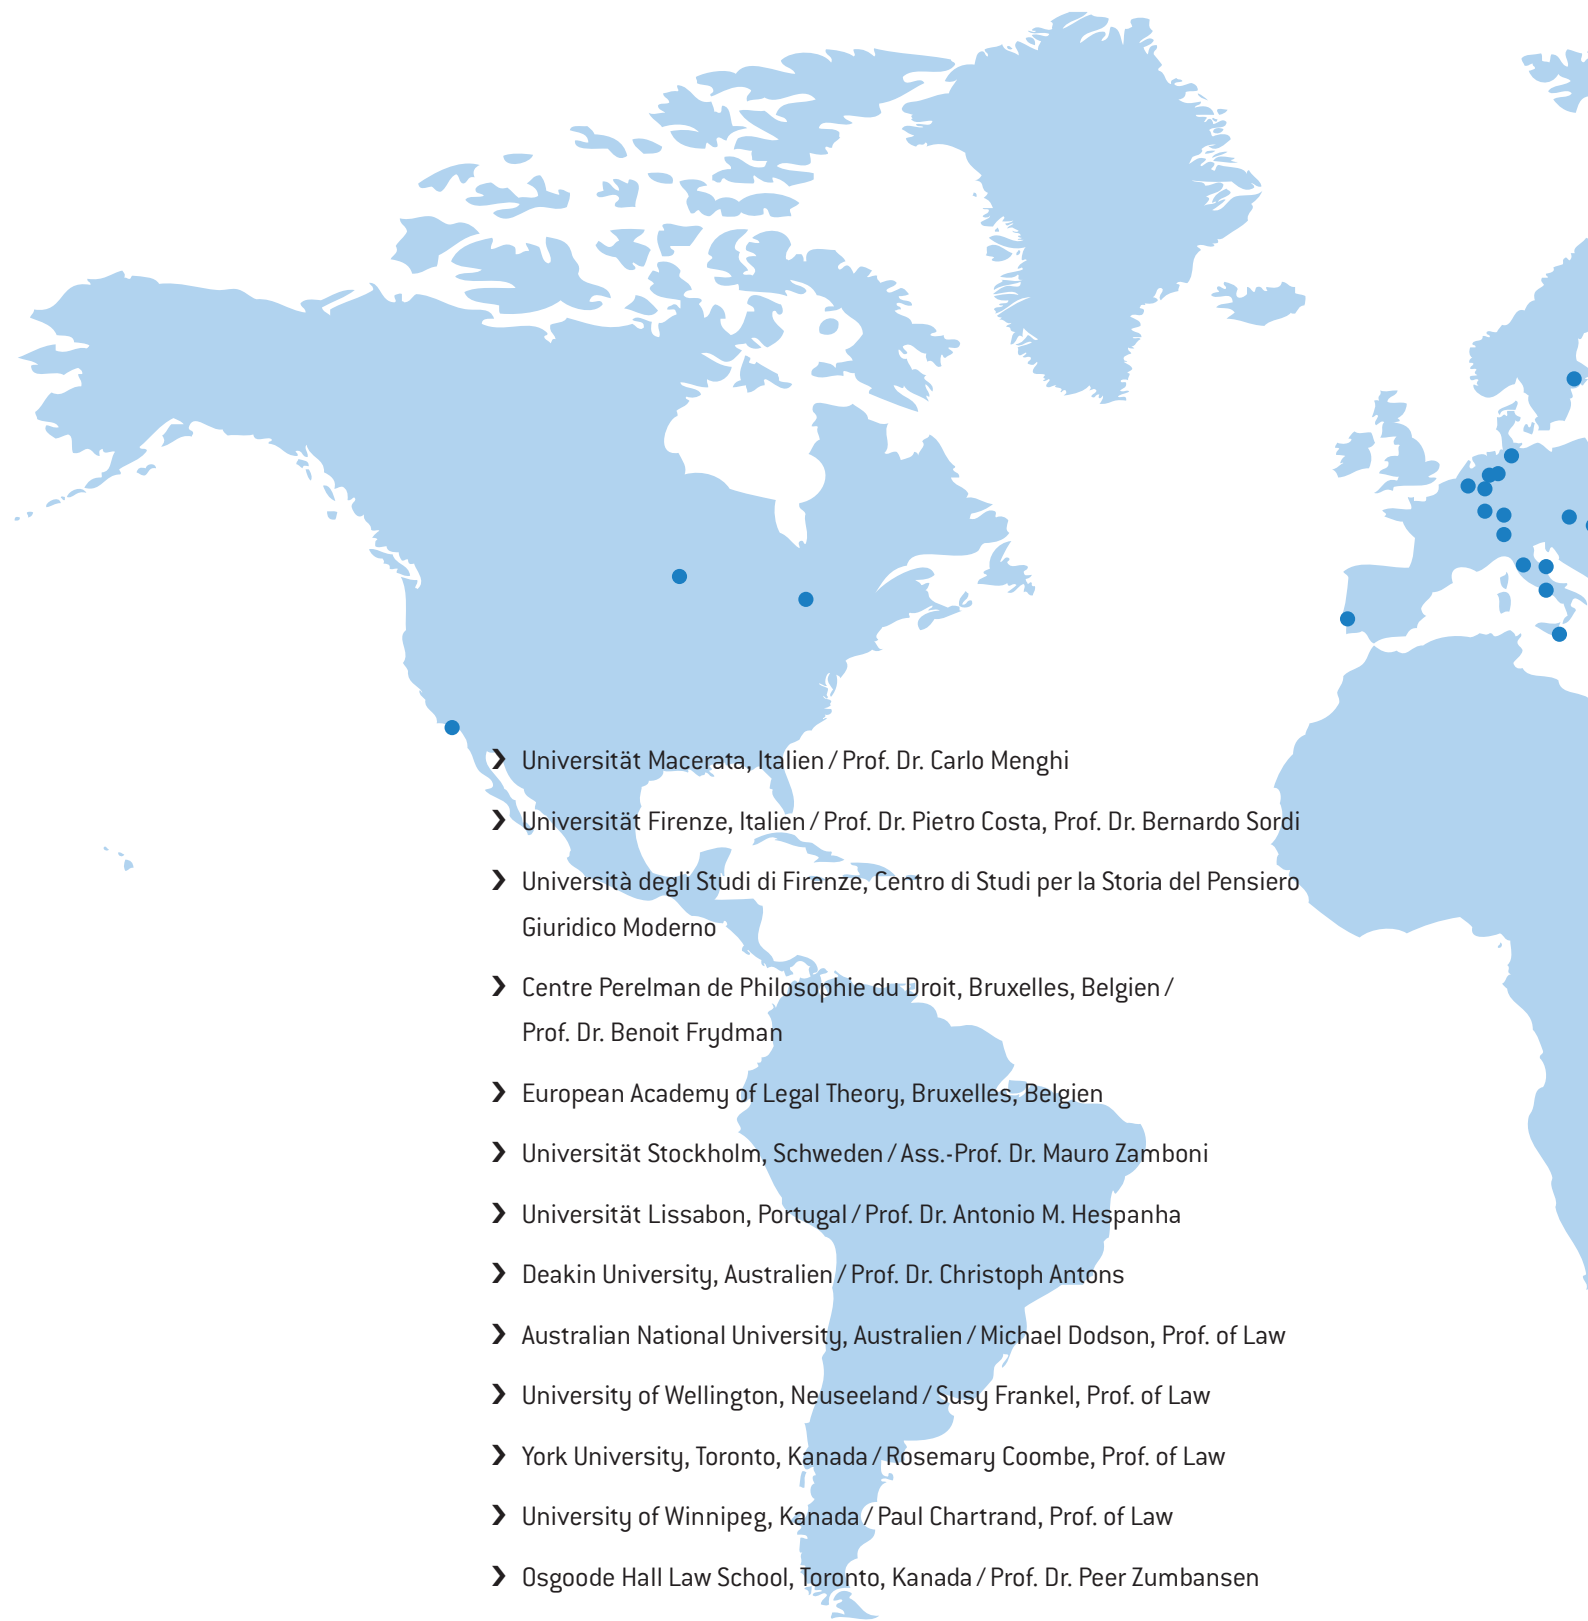 ❯ Universität Macerata, Italien / Prof. Dr. Carlo Menghi
❯ Universität Firenze, Italien / Prof. Dr. Pietro Costa, Prof. Dr. Bernardo Sordi
❯ Università degli Studi di Firenze, Centro di Studi per la Storia del Pensiero
Giuridico Moderno
❯ Centre Perelman de Philosophie du Droit, Bruxelles, Belgien /
Prof. Dr. Benoit Frydman
❯ European Academy of Legal Theory, Bruxelles, Belgien
❯ Universität Stockholm, Schweden / Ass.-Prof. Dr. Mauro Zamboni
❯ Universität Lissabon, Portugal / Prof. Dr. Antonio M. Hespanha
❯ Deakin University, Australien / Prof. Dr. Christoph Antons
❯ Australian National University, Australien / Michael Dodson, Prof. of Law
❯ University of Wellington, Neuseeland / Susy Frankel, Prof. of Law
❯ York University, Toronto, Kanada / Rosemary Coombe, Prof. of Law
❯ University of Winnipeg, Kanada / Paul Chartrand, Prof. of Law
❯ Osgoode Hall Law School, Toronto, Kanada / Prof. Dr. Peer Zumbansen